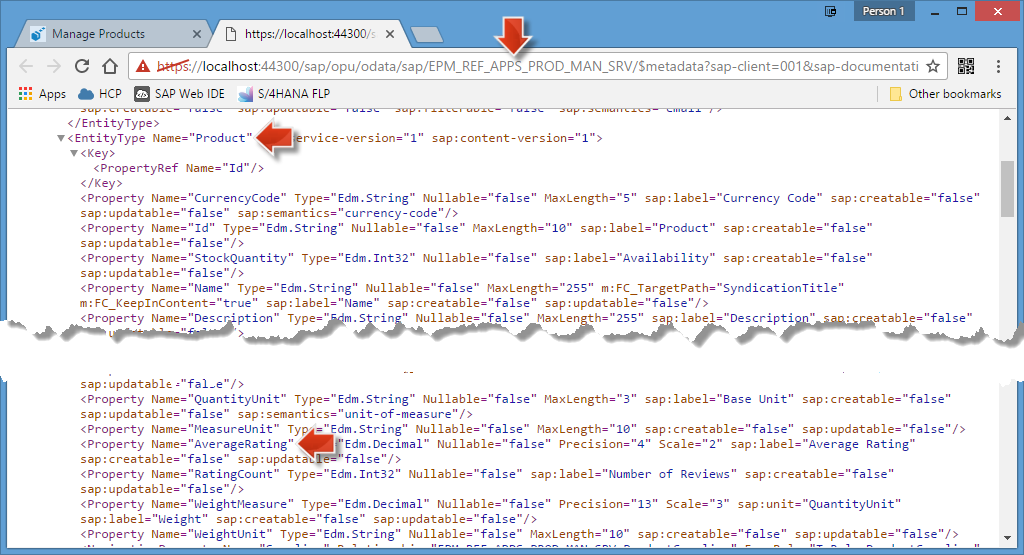 Person 1
Manage Products
https://localhost:44300/s
https://localhost:44300/sap/opu/odata/sap/EPM_REF_APPS_PROD_MAN_SRV/$metadata?sap-client=001&sap-documentati
Apps HCP SAP Web IDE S/4HANA FLP Other bookmarks
</EntityType>
<EntityType Name="Product" ervice-version="1" sap:content-version="1">
<Key>
<PropertyRef Name="Id"/>
</Key>
<Property Name="CurrencyCode" Type="Edm.String" Nullable="false" MaxLength="5" sap:label="Currency Code" sap:creatable="false"
sap:updatable="false" sap:semantics="currency-code"/>
<Property Name="Id" Type="Edm.String" Nullable="false" MaxLength="10" sap:label="Product" sap:creatable="false"
sap:updatable="false"/>
<Property Name="StockQuantity" Type="Edm.Int32" Nullable="false" sap:label="Availability" sap:creatable="false"
sap:updatable="false"/>
<Property Name="Name" Type="Edm.String" Nullable="false" MaxLength="255" m:FC_TargetPath="SyndicationTitle"
m:FC_KeepInContent="true" sap:label="Name" sap:creatable="false" sap:updatable="false"/>
<Property Name="Description" Type="Edm.String" Nullable="false" MaxLength="255" sap:label="Description" sap:creatable="false"
sap:updatable="false"/>
<Property Name="QuantityUnit" Type="Edm.String" Nullable="false" MaxLength="3" sap:label="Base Unit" sap:creatable="false"
sap:updatable="false" sap:semantics="unit-of-measure"/>
<Property Name="MeasureUnit" Type="Edm.String" Nullable="false" MaxLength="10" sap:creatable="false" sap:updatable="false"/>
<Property Name="AverageRating" "Edm.Decimal" Nullable="false" Precision="4" Scale="2" sap:label="Average Rating"
sap:creatable="false" sap:updatable="false"/>
<Property Name="RatingCount" Type="Edm.Int32" Nullable="false" sap:label="Number of Reviews" sap:creatable="false"
sap:updatable="false"/>
<Property Name="WeightMeasure" Type="Edm.Decimal" Nullable="false" Precision="13" Scale="3" sap:unit="QuantityUnit"
sap:label="Weight" sap:creatable="false" sap:updatable="false"/>
<Property Name="WeightUnit" Type="Edm.String" Nullable="false" MaxLength="10" sap:creatable="false" sap:updatable="false"/>